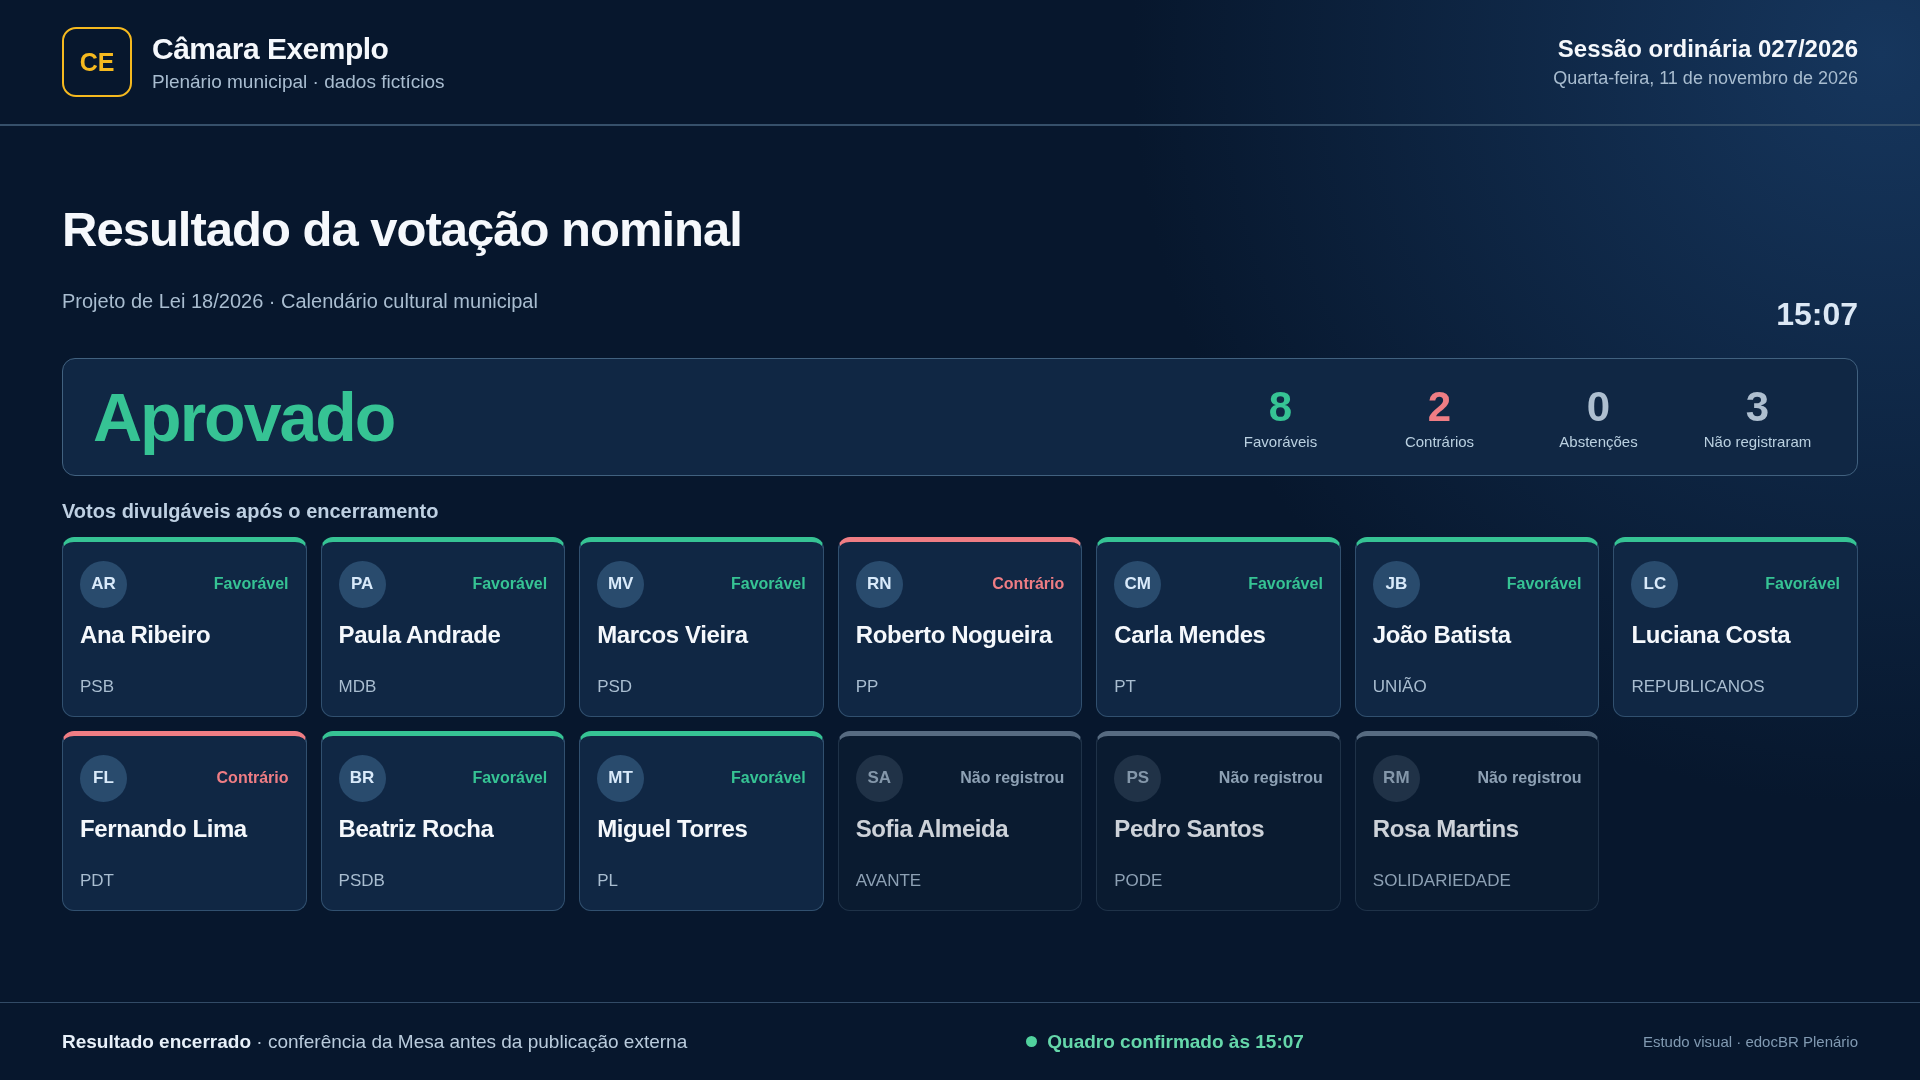 CE
Câmara Exemplo
Plenário municipal · dados fictícios
Sessão ordinária 027/2026
Quarta-feira, 11 de novembro de 2026
Resultado da votação nominal
Projeto de Lei 18/2026 · Calendário cultural municipal
15:07
Aprovado
8
Favoráveis
2
Contrários
0
Abstenções
3
Não registraram
Votos divulgáveis após o encerramento
AR
Favorável
Ana Ribeiro
PSB
PA
Favorável
Paula Andrade
MDB
MV
Favorável
Marcos Vieira
PSD
RN
Contrário
Roberto Nogueira
PP
CM
Favorável
Carla Mendes
PT
JB
Favorável
João Batista
UNIÃO
LC
Favorável
Luciana Costa
REPUBLICANOS
FL
Contrário
Fernando Lima
PDT
BR
Favorável
Beatriz Rocha
PSDB
MT
Favorável
Miguel Torres
PL
SA
Não registrou
Sofia Almeida
AVANTE
PS
Não registrou
Pedro Santos
PODE
RM
Não registrou
Rosa Martins
SOLIDARIEDADE
Resultado encerrado · conferência da Mesa antes da publicação externa
Quadro confirmado às 15:07
Estudo visual · edocBR Plenário